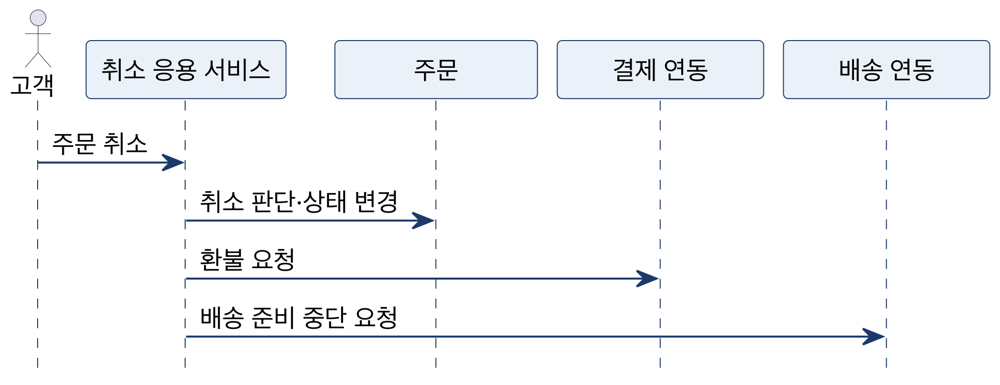 고객
취소 응용 서비스
주문
결제 연동
배송 연동
주문 취소
취소 판단·상태 변경
환불 요청
배송 준비 중단 요청